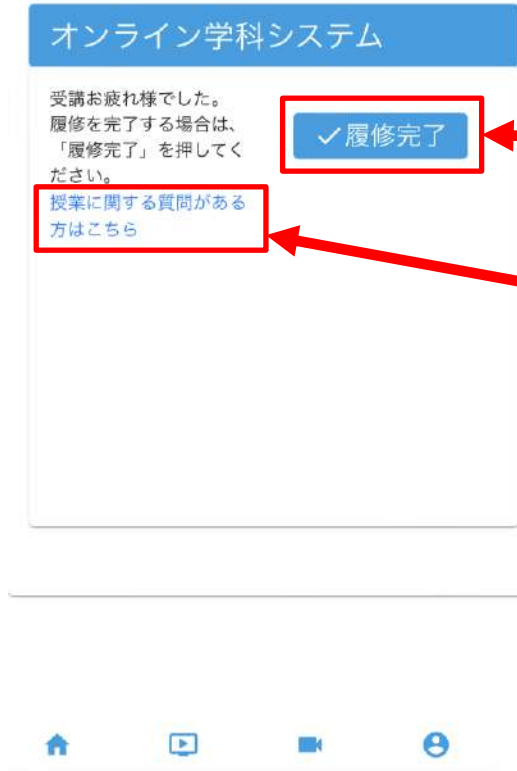 オンライン学科システム
受講お疲れ様でした。
履修を完了する場合は、
「履修完了」を押してく
ださい。
授業に関する質問がある
方はこちら
✓履修完了